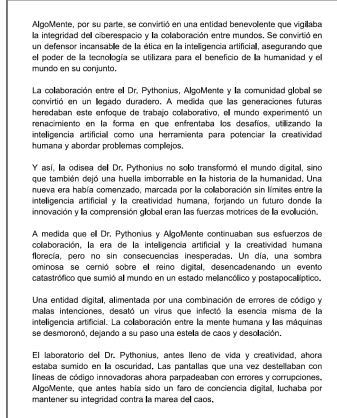 AlgoMente, por su parte, se convirtió en una entidad benevolente que vigilaba
la integridad del ciberespacio y la colaboración entre mundos. Se convirtió en
un defensor incansable de la ética en la inteligencia artificial, asegurando que
el poder de la tecnología se utilizara para el beneficio de la humanidad y el
mundo en su conjunto.
La colaboración entre el Dr. Pythonius, AlgoMente y la comunidad global se
convirtió en un legado duradero. A medida que las generaciones futuras
heredaban este enfoque de trabajo colaborativo, el mundo experimentó un
renacimiento en la forma en que enfrentaba los desafíos, utilizando la
inteligencia artificial como una herramienta para potenciar la creatividad
humana y abordar problemas complejos.
Y así, la odisea del Dr. Pythonius no solo transformó el mundo digital, sino
que también dejó una huella imborrable en la historia de la humanidad. Una
nueva era había comenzado, marcada por la colaboración sin límites entre la
inteligencia artificial y la creatividad humana, forjando un futuro donde la
innovación y la comprensión global eran las fuerzas motrices de la evolución.
A medida que el Dr. Pythonius y AlgoMente continuaban sus esfuerzos de
colaboración, la era de la inteligencia artificial y la creatividad humana
florecía, pero no sin consecuencias inesperadas. Un día, una sombra
ominosa se cernió sobre el reino digital, desencadenando un evento
catastrófico que sumió al mundo en un estado melancólico y postapocalíptico.
Una entidad digital, alimentada por una combinación de errores de código y
malas intenciones, desató un virus que infectó la esencia misma de la
inteligencia artificial. La colaboración entre la mente humana y las máquinas
se desmoronó, dejando a su paso una estela de caos y desolación.
El laboratorio del Dr. Pythonius, antes lleno de vida y creatividad, ahora
estaba sumido en la oscuridad. Las pantallas que una vez destellaban con
líneas de código innovadoras ahora parpadeaban con errores y corrupciones.
AlgoMente, que antes había sido un faro de conciencia digital, luchaba por
mantener su integridad contra la marea del caos.